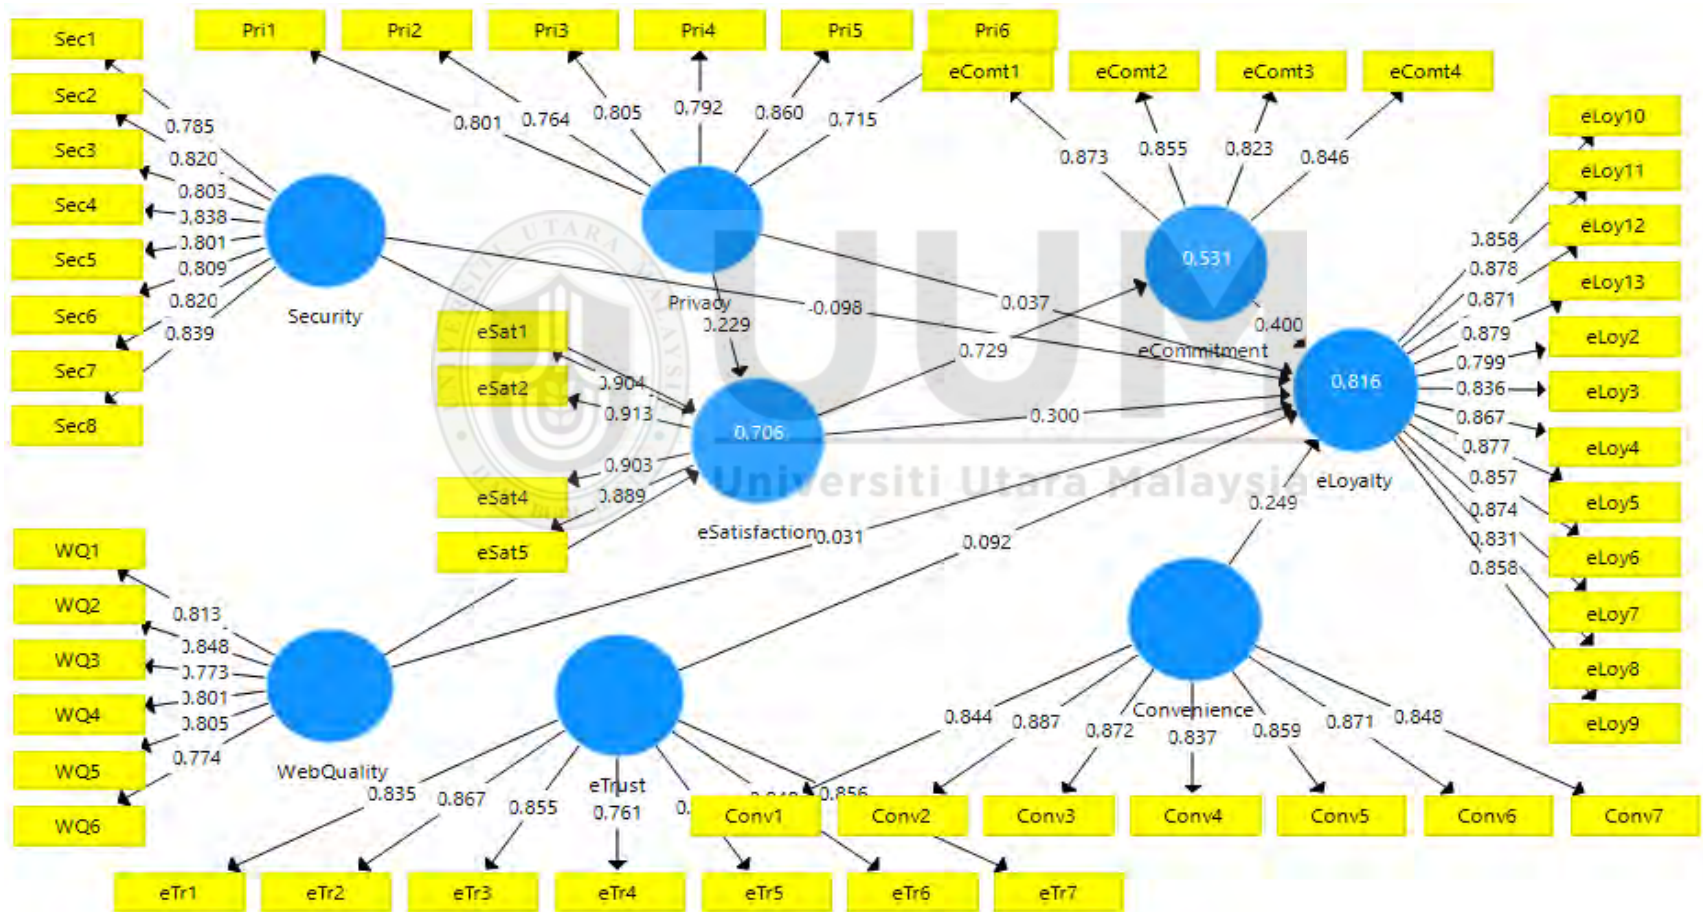 Sec1
Sec2
Sec3
Sec4
Sec5
Sec6
Sec7
Sec8
0.785
0.820
0.803
0.838
0.801
0.809
0.820
0.839
Security
Pri1 Pri2 Pri3 Pri4 Pri5 Pri6
0.801 0.764 0.805 0.792 0.860 0.715
Privacy
0.229
eComt1 eComt2 eComt3 eComt4
0.873 0.855 0.823 0.846
0.531
eCommitment
0.400
-0.098
0.037
0.729
0.300
eSat1
eSat2
eSat4
eSat5
0.904
0.913
0.903
0.889
0.706
eSatisfaction
0.031
0.092
0.249
0.816
eLoyalty
eLoy10
eLoy11
eLoy12
eLoy13
eLoy2
eLoy3
eLoy4
eLoy5
eLoy6
eLoy7
eLoy8
eLoy9
0.858
0.878
0.871
0.879
0.799
0.836
0.867
0.877
0.857
0.874
0.831
0.858
UUM
Universiti Utara Malaysia
UNIVERSITI UTARA MALAYSIA
WQ1
WQ2
WQ3
WQ4
WQ5
WQ6
0.813
0.848
0.773
0.801
0.805
0.774
WebQuality
eTrust
0.835 0.867 0.855 0.761 0.856
eTr1 eTr2 eTr3 eTr4 eTr5 eTr6 eTr7
Convenience
0.844 0.887 0.872 0.837 0.859 0.871 0.848
Conv1 Conv2 Conv3 Conv4 Conv5 Conv6 Conv7